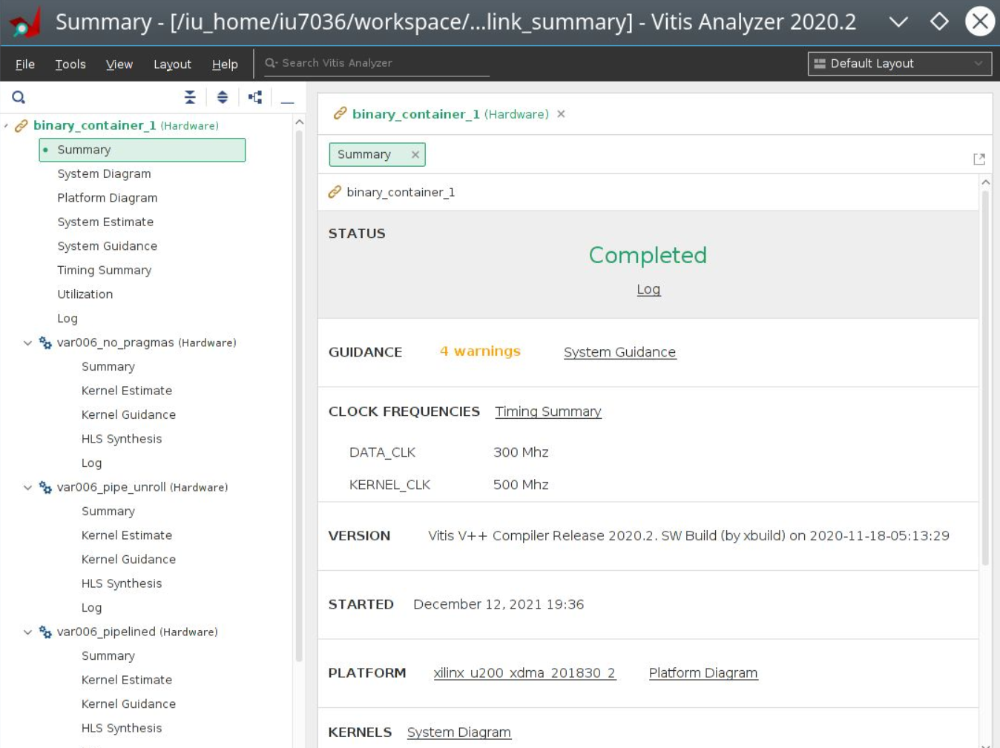 Summary - [/iu_home/iu7036/workspace/...link_summary] - Vitis Analyzer 2020.2
File Tools View Layout Help Search Vitis Analyzer Default Layout
binary_container_1 (Hardware)
Summary
System Diagram
Platform Diagram
System Estimate
System Guidance
Timing Summary
Utilization
Log
var006_no_pragmas (Hardware)
Summary
Kernel Estimate
Kernel Guidance
HLS Synthesis
Log
var006_pipe_unroll (Hardware)
Summary
Kernel Estimate
Kernel Guidance
HLS Synthesis
Log
var006_pipelined (Hardware)
Summary
Kernel Estimate
Kernel Guidance
HLS Synthesis
binary_container_1 (Hardware)
Summary
binary_container_1
STATUS
Completed
Log
GUIDANCE 4 warnings System Guidance
CLOCK FREQUENCIES Timing Summary
DATA_CLK 300 Mhz
KERNEL_CLK 500 Mhz
VERSION Vitis V++ Compiler Release 2020.2. SW Build (by xbuild) on 2020-11-18-05:13:29
STARTED December 12, 2021 19:36
PLATFORM xilinx_u200_xdma_201830_2 Platform Diagram
KERNELS System Diagram